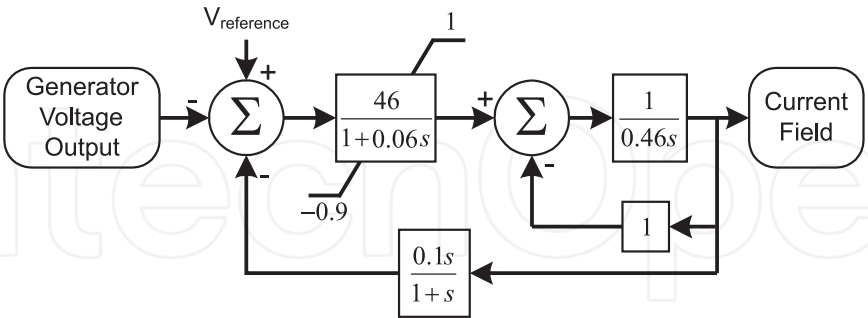 V_reference
1
Generator
Voltage
Output
-
+
Σ
-
46
1+0.06s
-0.9
+
Σ
-
1
0.46s
Current
Field
1
0.1s
1+s